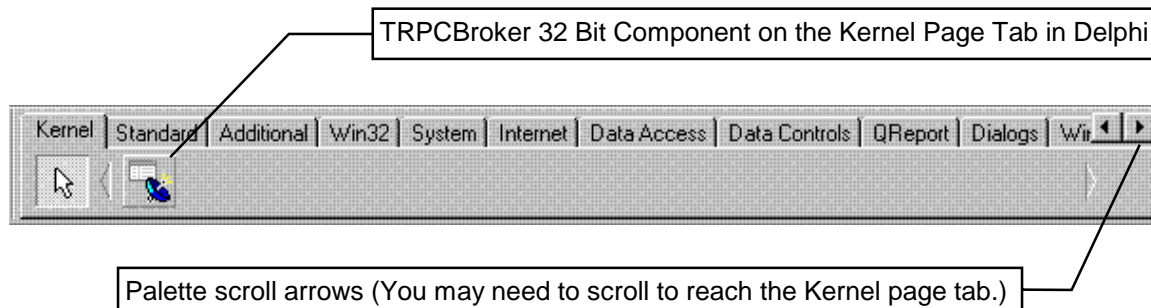 TRPCBroker 32 Bit Component on the Kernel Page Tab in Delphi
Kernel Standard Additional Win32 System Internet Data Access Data Controls QReport Dialogs
Palette scroll arrows (You may need to scroll to reach the Kernel page tab.)